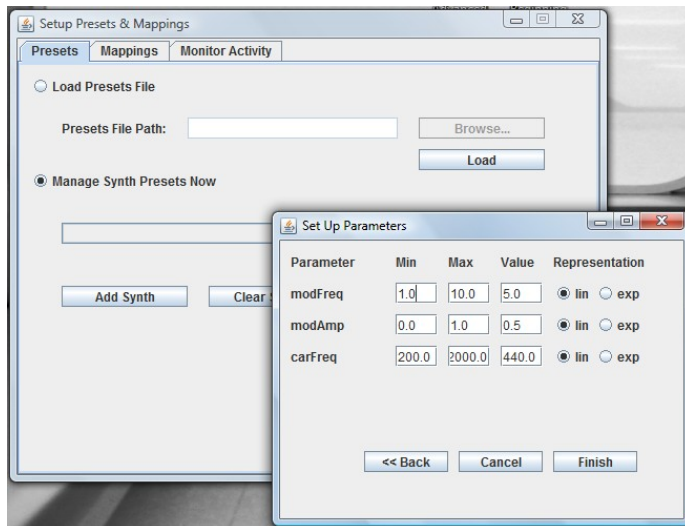 Setup Presets & Mappings
Presets Mappings Monitor Activity
Load Presets File
Presets File Path: Browse...
Load
Manage Synth Presets Now
Add Synth Clear
Set Up Parameters
Parameter Min Max Value Representation
modFreq 1.0 10.0 5.0 lin exp
modAmp 0.0 1.0 0.5 lin exp
carFreq 200.0 2000.0 440.0 lin exp
<< Back Cancel Finish